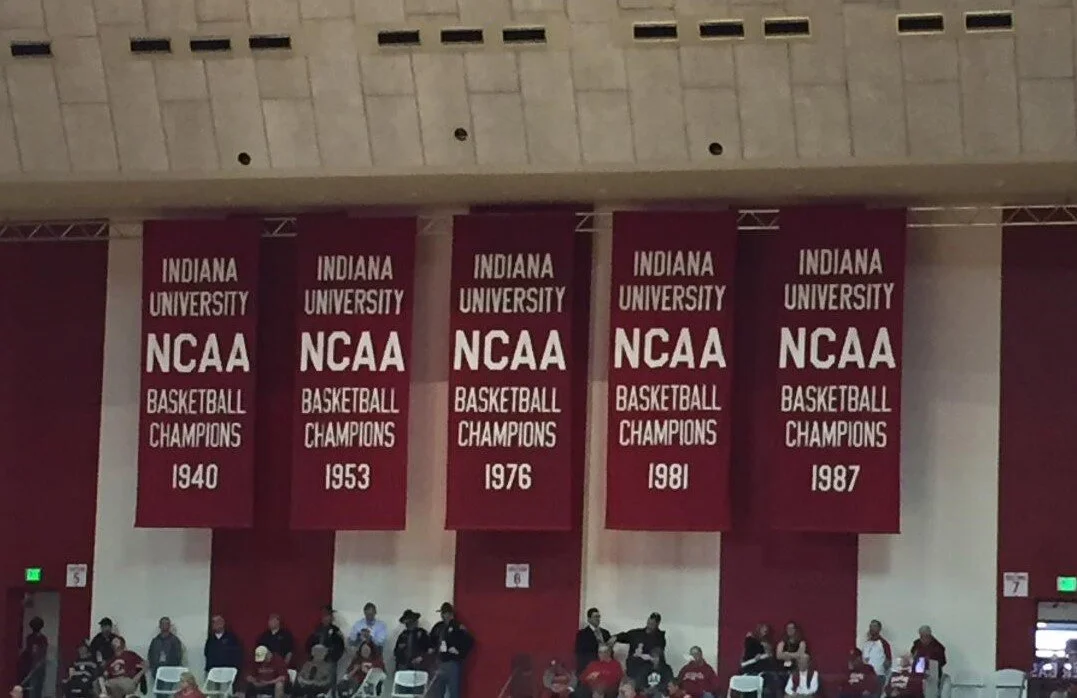 INDIANA
UNIVERSITY
NCAA
BASKETBALL
CHAMPIONS
1940
INDIANA
UNIVERSITY
NCAA
BASKETBALL
CHAMPIONS
1953
INDIANA
UNIVERSITY
NCAA
BASKETBALL
CHAMPIONS
1976
INDIANA
UNIVERSITY
NCAA
BASKETBALL
CHAMPIONS
1981
INDIANA
UNIVERSITY
NCAA
BASKETBALL
CHAMPIONS
1987
EXIT
5
6
7